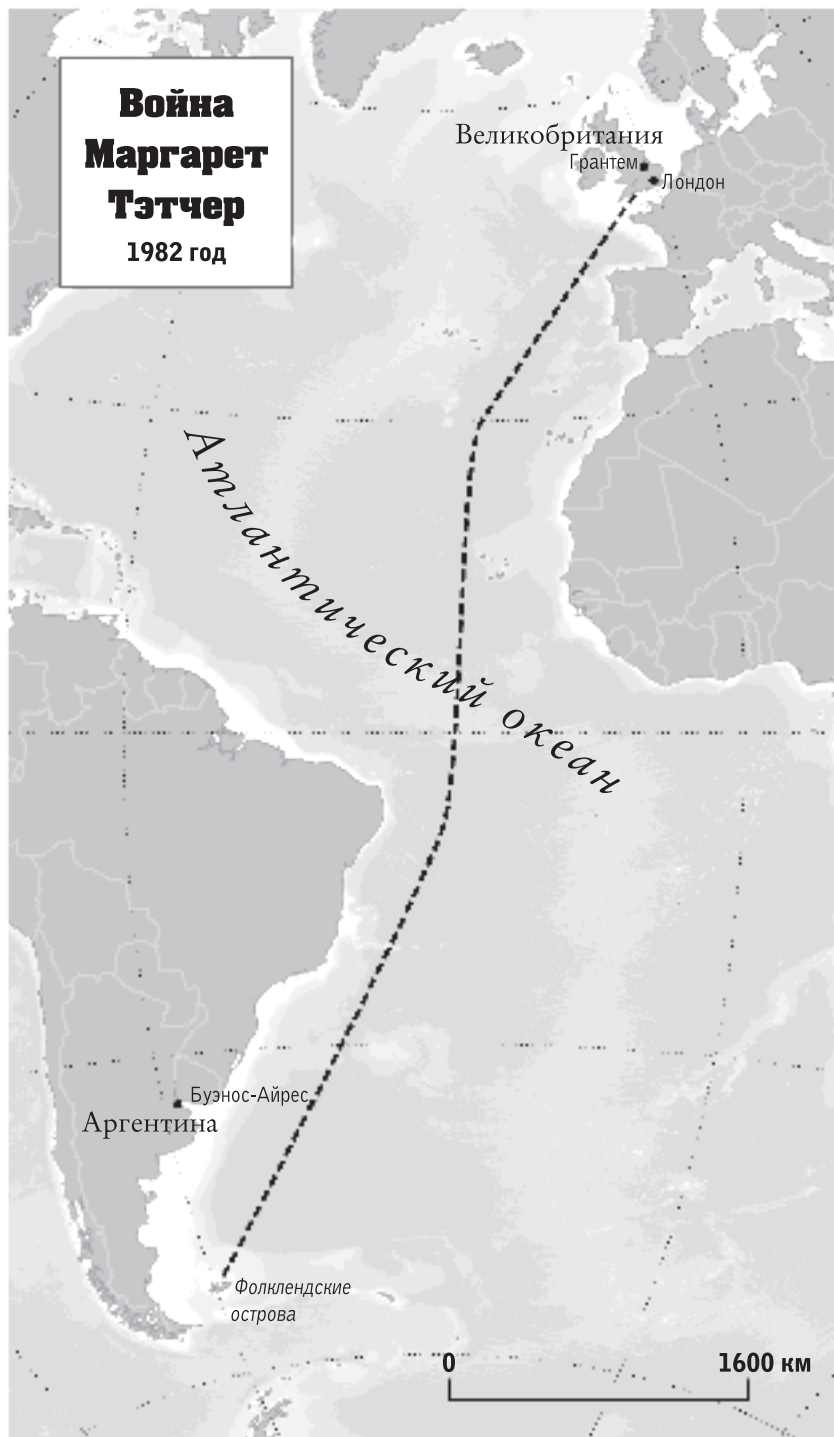 Война
Маргарет
Тэтчер
1982 год
Великобритания
Грантем
Лондон
Атлантический океан
Буэнос-Айрес
Аргентина
Фолклендские
острова
0
1600 км